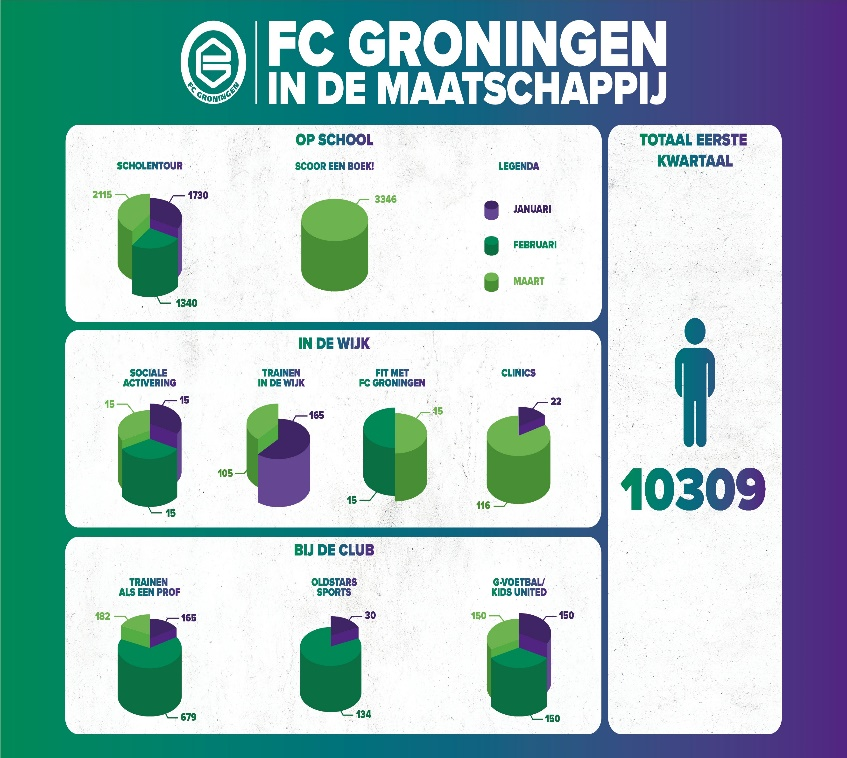 FC GRONINGEN
FC GRONINGEN
IN DE MAATSCHAPPIJ
OP SCHOOL
SCHOLENTOUR
2115
1730
1340
SCOOR EEN BOEK!
3346
LEGENDA
JANUARI
FEBRUARI
MAART
IN DE WIJK
SOCIALE
ACTIVERING
15
15
15
TRAINEN
IN DE WIJK
165
105
FIT MET
FC GRONINGEN
15
15
CLINICS
22
116
BIJ DE CLUB
TRAINEN
ALS EEN PROF
182
165
679
OLDSTARS
SPORTS
30
134
G-VOETBAL/
KIDS UNITED
150
150
150
TOTAAL EERSTE
KWARTAAL
10309